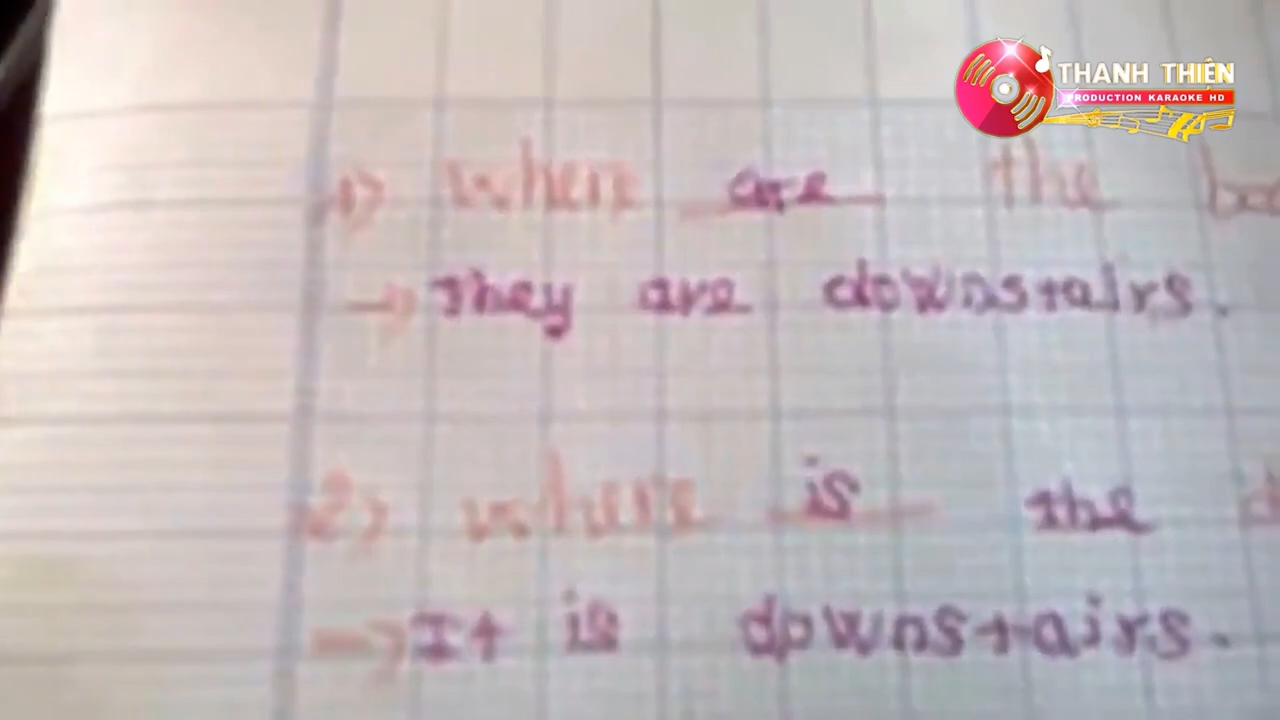 THANH THIỆN
PRODUCTION KARAOKE HD
1) where are the
→ They are downstairs.
2) where is the
→ It is downstairs.